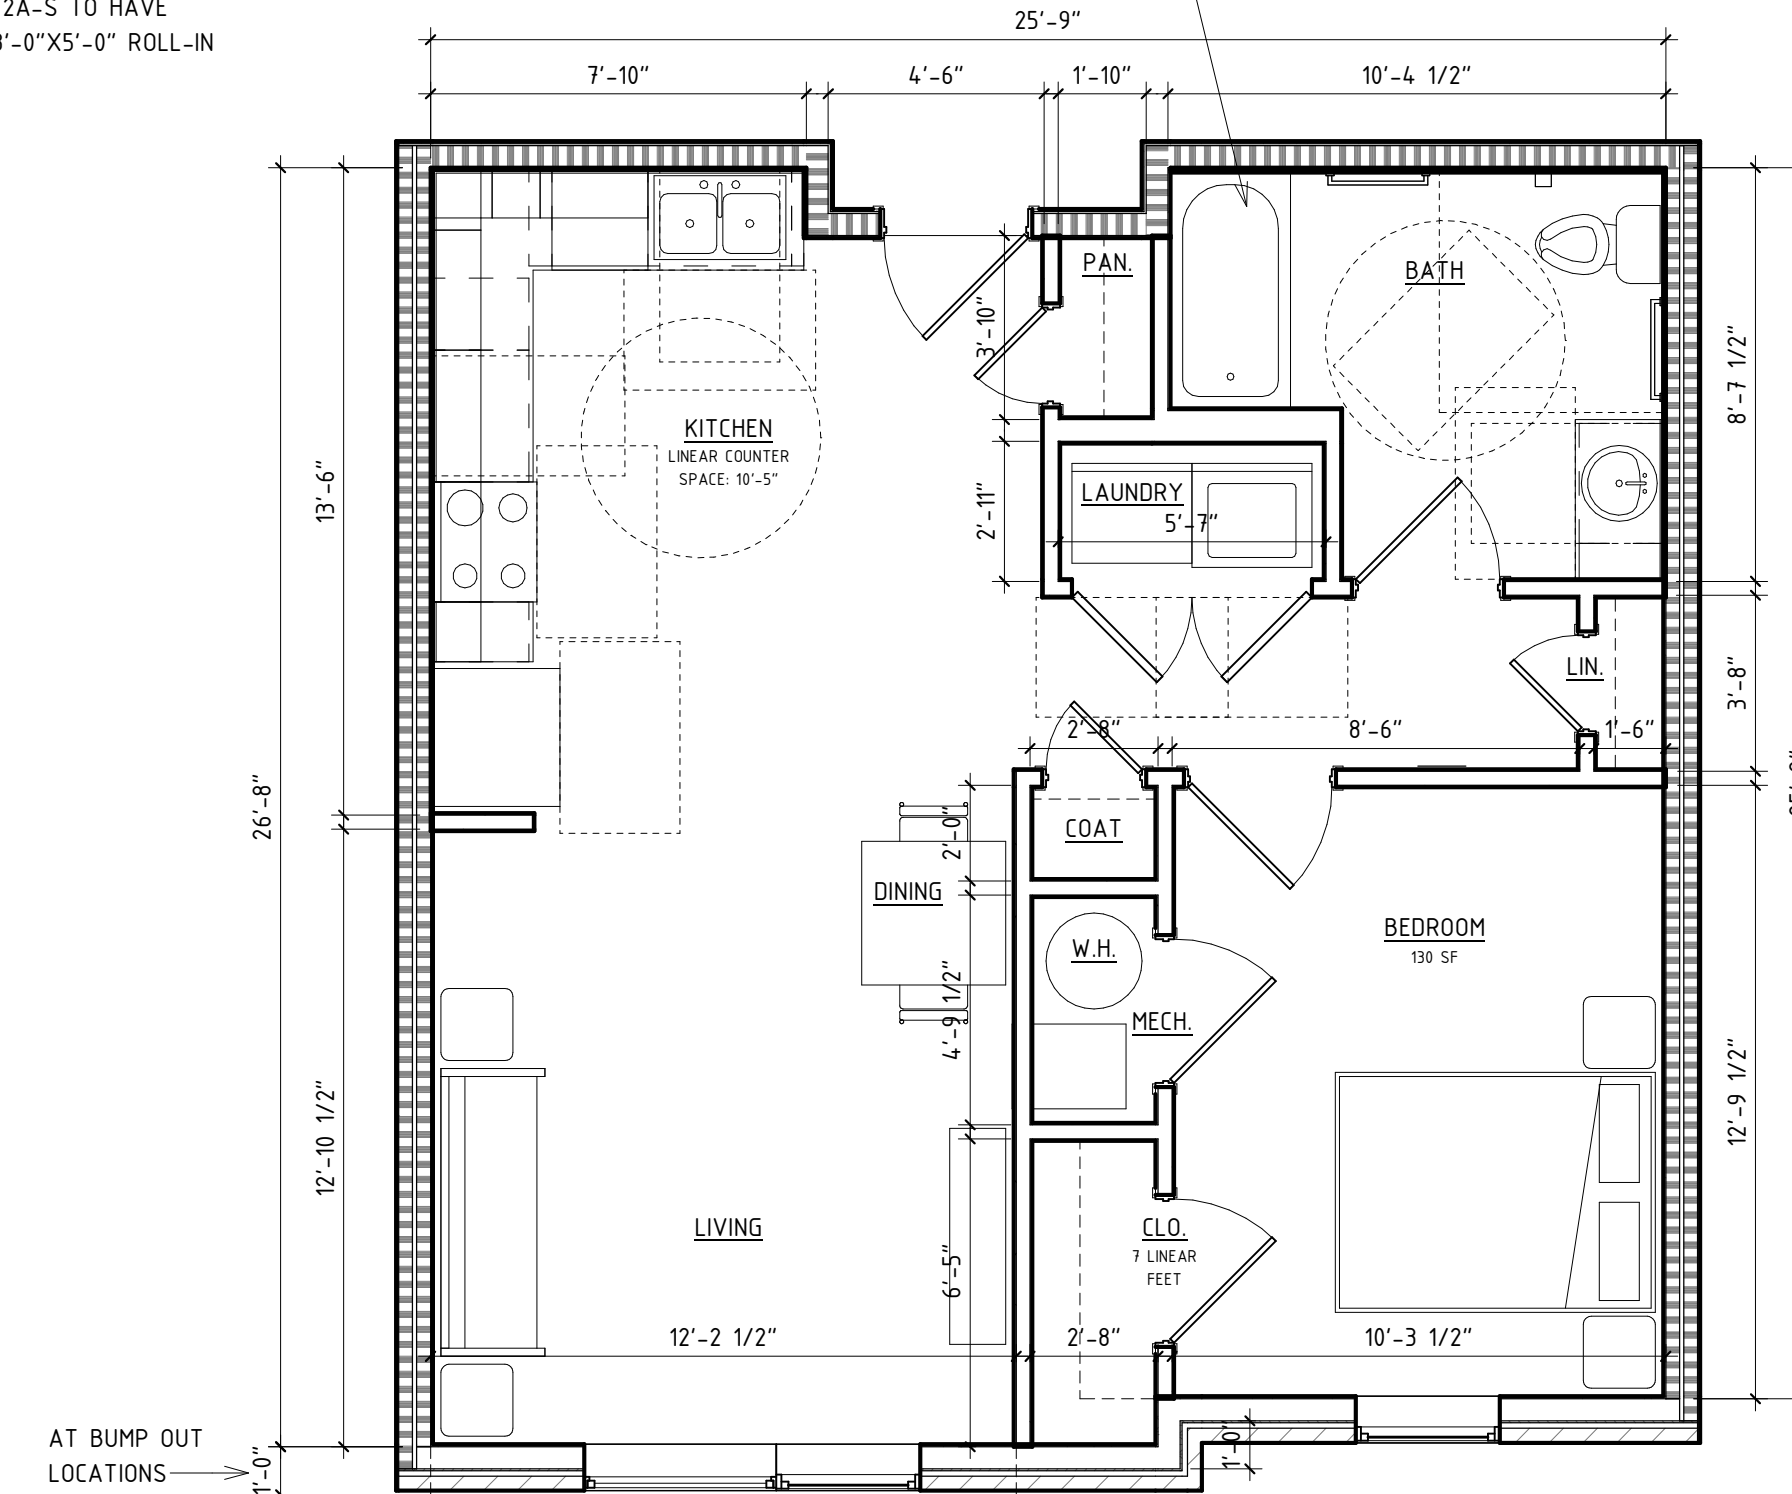 2A-S TO HAVE
3'-0"X5'-0" ROLL-IN
25'-9"
7'-10"
4'-6"
1'-10"
10'-4 1/2"
PAN.
BATH
3'-10"
8'-7 1/2"
KITCHEN
LINEAR COUNTER
SPACE: 10'-5"
13'-6"
2'-11"
LAUNDRY
5'-7"
LIN.
3'-8"
2'-8"
8'-6"
1'-6"
26'-8"
2'-0"
COAT
DINING
BEDROOM
130 SF
W.H.
MECH.
4'-9 1/2"
12'-10 1/2"
12'-9 1/2"
LIVING
CLO.
7 LINEAR
FEET
6'-5"
12'-2 1/2"
2'-8"
10'-3 1/2"
AT BUMP OUT
LOCATIONS
1'-0"
1'-0"